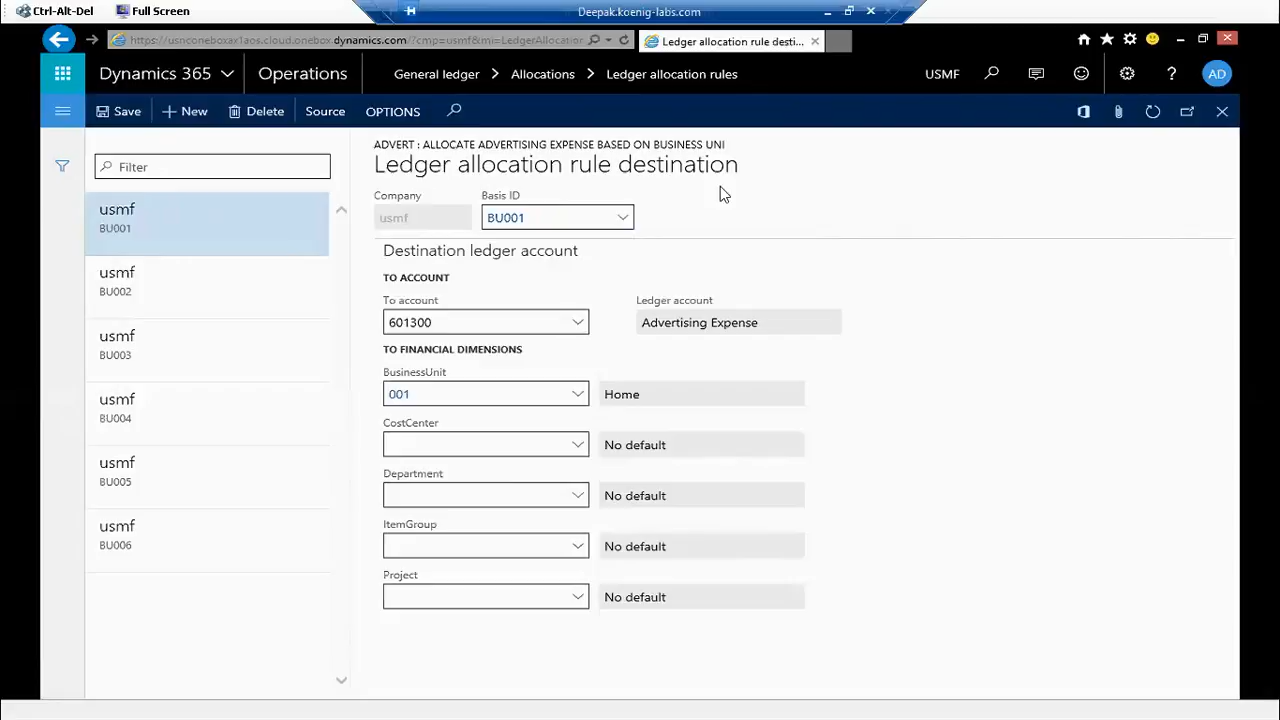 Ctrl-Alt-Del Full Screen
Deepak.koenig-labs.com
https://usnconeboxax1aos.cloud.onebox.dynamics.com/?cmp=usmf&mi=LedgerAllocation
Ledger allocation rule desti...
Dynamics 365 Operations General ledger > Allocations > Ledger allocation rules USMF AD
Save + New Delete Source OPTIONS
Filter
usmf
BU001
usmf
BU002
usmf
BU003
usmf
BU004
usmf
BU005
usmf
BU006
ADVERT : ALLOCATE ADVERTISING EXPENSE BASED ON BUSINESS UNI
Ledger allocation rule destination
Company Basis ID
usmf BU001
Destination ledger account
TO ACCOUNT
To account Ledger account
601300 Advertising Expense
TO FINANCIAL DIMENSIONS
BusinessUnit
001 Home
CostCenter
No default
Department
No default
ItemGroup
No default
Project
No default